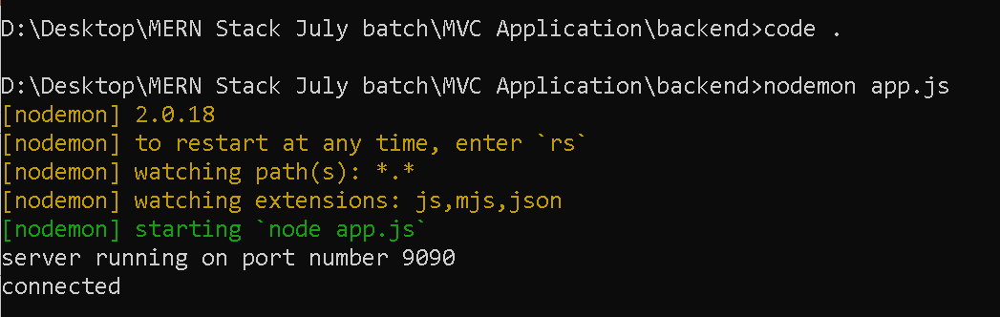 D:\Desktop\MERN Stack July batch\MVC Application\backend>code .
D:\Desktop\MERN Stack July batch\MVC Application\backend>nodemon app.js
[nodemon] 2.0.18
[nodemon] to restart at any time, enter `rs`
[nodemon] watching path(s): *.*
[nodemon] watching extensions: js,mjs,json
[nodemon] starting `node app.js`
server running on port number 9090
connected